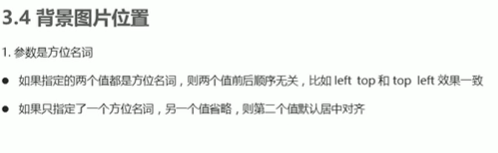 3.4 背景图片位置
1. 参数是方位名词
● 如果指定的两个值都是方位名词，则两个值前后顺序无关，比如 left top 和 top left 效果一致
● 如果只指定了一个方位名词，另一个值省略，则第二个值默认居中对齐